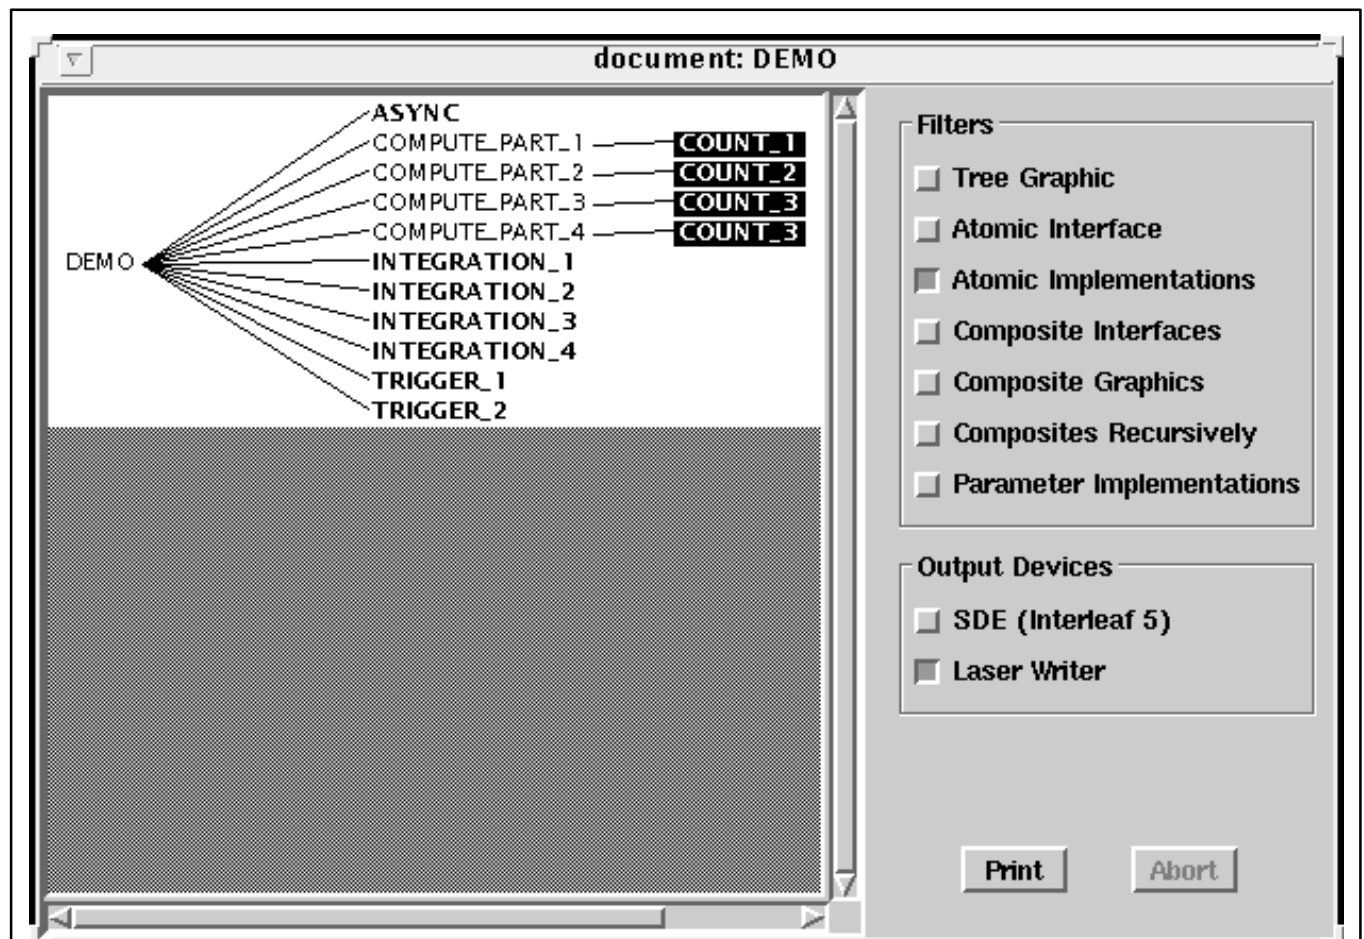 document: DEMO
ASYNC
COMPUTE_PART_1 COUNT_1
COMPUTE_PART_2 COUNT_2
COMPUTE_PART_3 COUNT_3
COMPUTE_PART_4 COUNT_3
DEMO INTEGRATION_1
INTEGRATION_2
INTEGRATION_3
INTEGRATION_4
TRIGGER_1
TRIGGER_2
Filters
Tree Graphic
Atomic Interface
Atomic Implementations
Composite Interfaces
Composite Graphics
Composites Recursively
Parameter Implementations
Output Devices
SDE (Interleaf 5)
Laser Writer
Print Abort